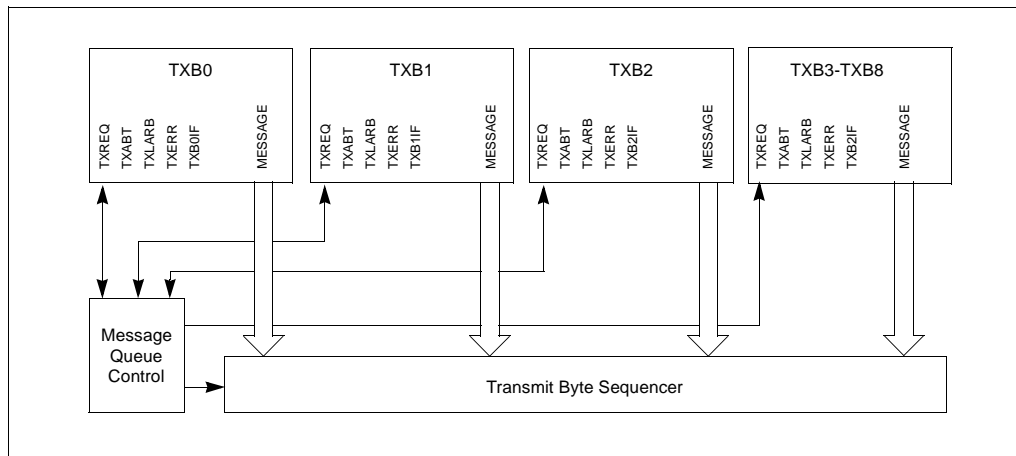 TXB0
TXREQ
TXABT
TXLARB
TXERR
TXB0IF
MESSAGE
TXB1
TXREQ
TXABT
TXLARB
TXERR
TXB1IF
MESSAGE
TXB2
TXREQ
TXABT
TXLARB
TXERR
TXB2IF
MESSAGE
TXB3-TXB8
TXREQ
TXABT
TXLARB
TXERR
TXB2IF
MESSAGE
Message
Queue
Control
Transmit Byte Sequencer